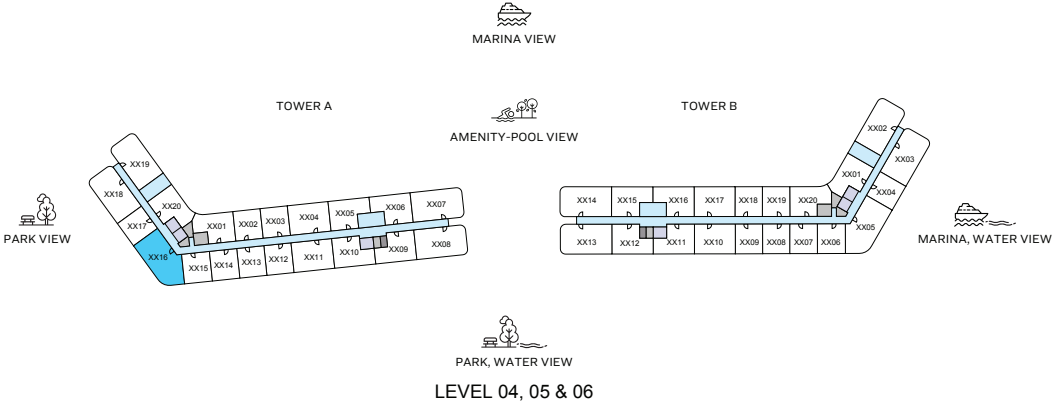 MARINA VIEW
TOWER A
TOWER B
AMENITY-POOL VIEW
XX19
XX18
XX20
XX17
XX16
XX01
XX02
XX03
XX04
XX05
XX06
XX07
XX15
XX14
XX13
XX12
XX11
XX10
XX09
XX08
XX02
XX03
XX01
XX04
XX14
XX15
XX16
XX17
XX18
XX19
XX20
XX05
XX13
XX12
XX11
XX10
XX09
XX08
XX07
XX06
PARK VIEW
MARINA, WATER VIEW
PARK, WATER VIEW
LEVEL 04, 05 & 06